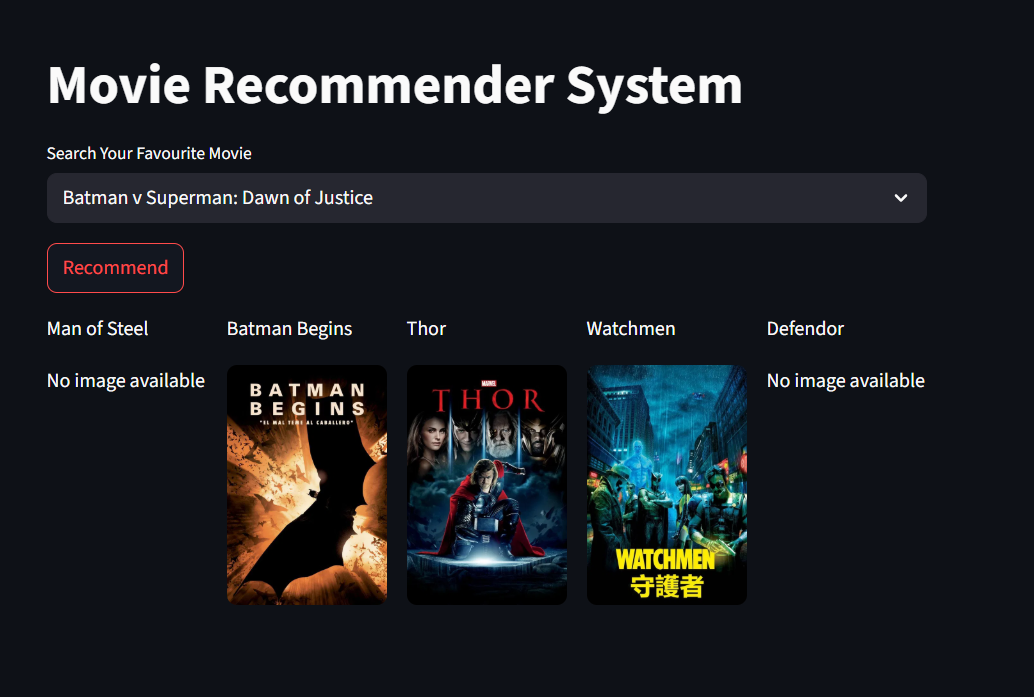 Movie Recommender System
Search Your Favourite Movie
Batman v Superman: Dawn of Justice
Recommend
Man of Steel
Batman Begins
Thor
Watchmen
Defendor
No image available
BATMAN
BEGINS
"EL MAL TEME AL CABALLERO"
MARVEL
THOR
WATCHMEN
守護者
No image available